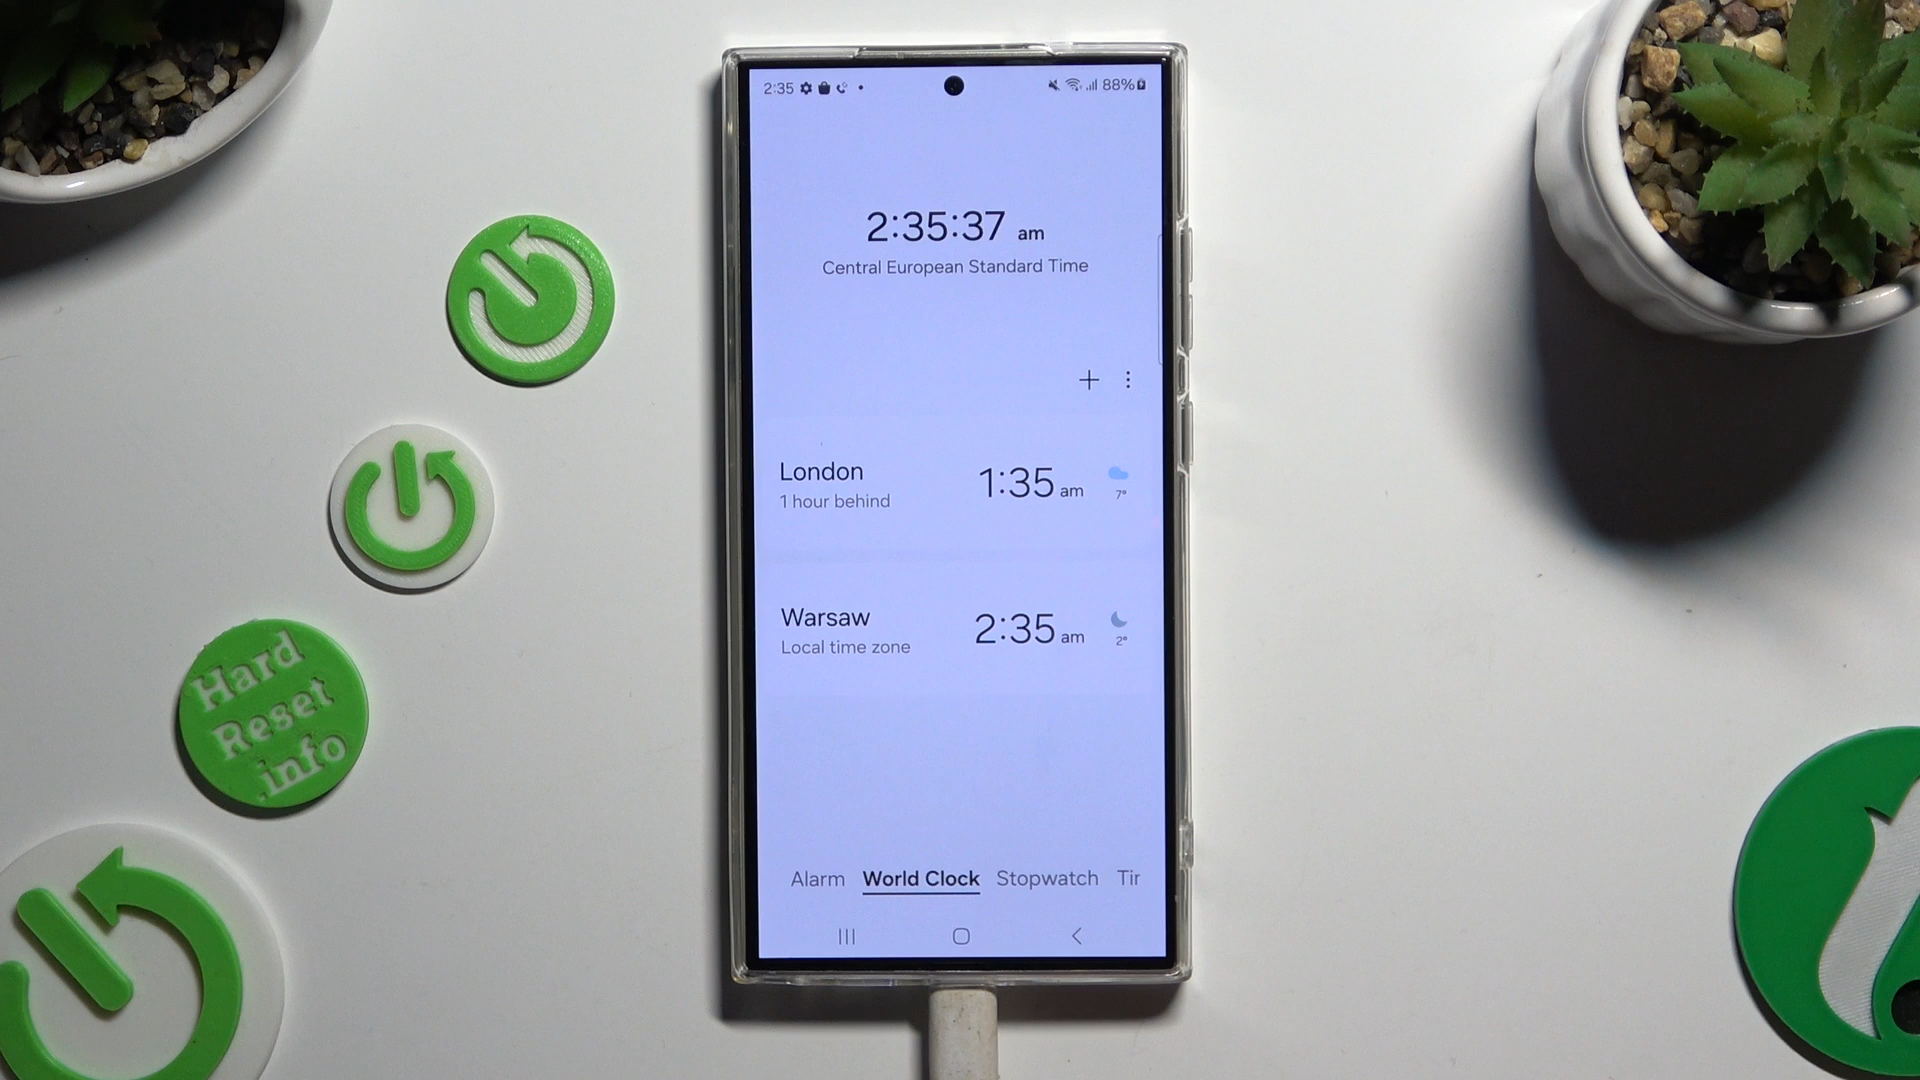 2:35
88%
2:35:37 am
Central European Standard Time
London
1 hour behind
1:35 am
7°
Warsaw
Local time zone
2:35 am
2°
Alarm World Clock Stopwatch Tir
Hard
Reset
.info